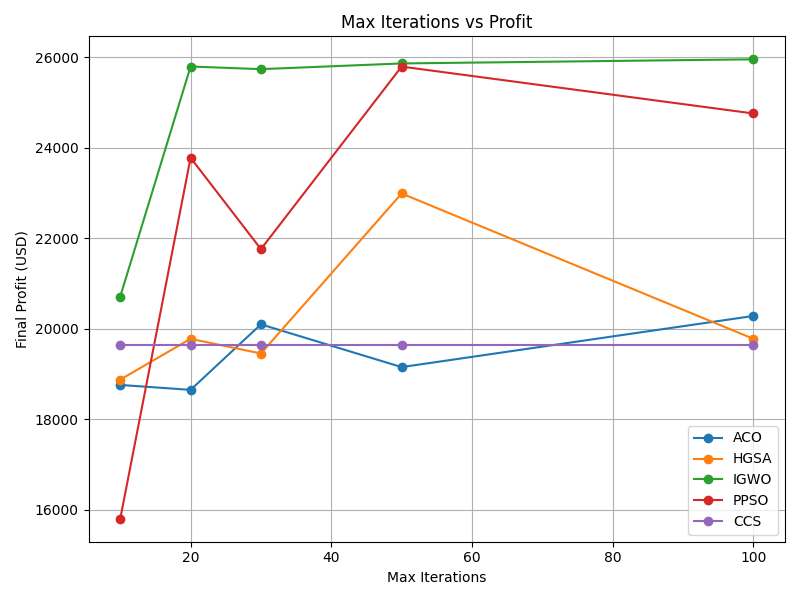 Max Iterations vs Profit
Final Profit (USD)
26000
24000
22000
20000
18000
16000
20 40 60 80 100
Max Iterations
ACO
HGSA
IGWO
PPSO
CCS